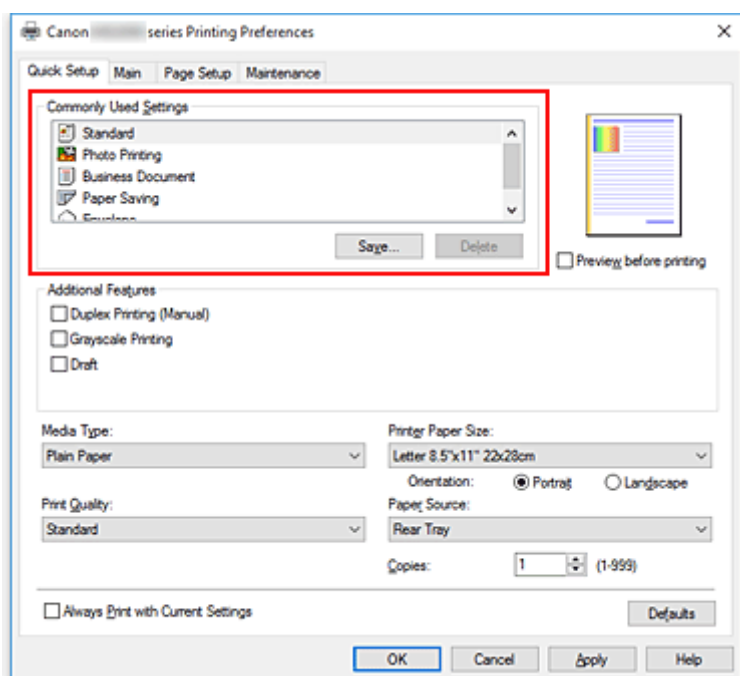 Canon series Printing Preferences
Quick Setup Main Page Setup Maintenance
Commonly Used Settings
Standard
Photo Printing
Business Document
Paper Saving
Envelope
Save... Delete
Preview before printing
Additional Features
Duplex Printing (Manual)
Grayscale Printing
Draft
Media Type:
Plain Paper
Printer Paper Size:
Letter 8.5"x11" 22x28cm
Orientation: Portrait Landscape
Print Quality:
Standard
Paper Source:
Rear Tray
Copies: 1 (1-999)
Always Print with Current Settings
Defaults
OK Cancel Apply Help